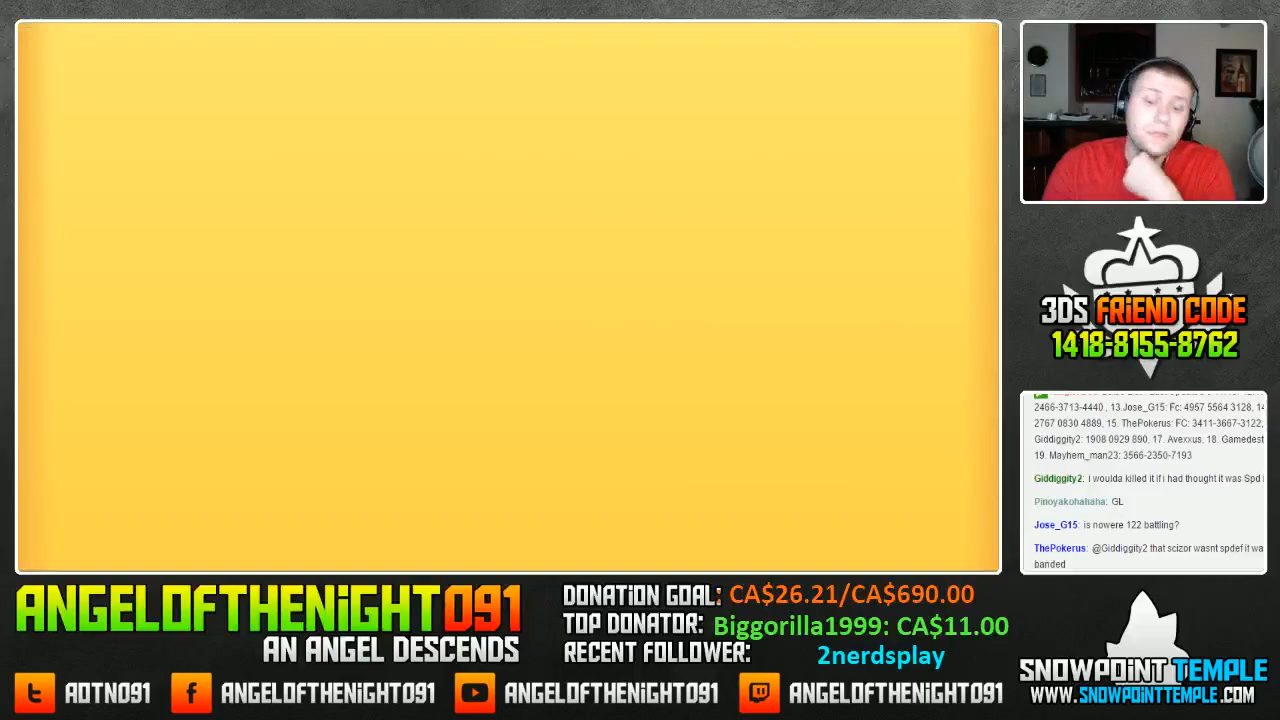 3DS FRIEND CODE
1418-8155-8762
2466-3713-4440 , 13.Jose_G15: Fc: 4957 5564 3128, 14
2767 0830 4889, 15. ThePokerus: FC: 3411-3667-3122,
Giddiggity2: 1908 0929 890, 17. Avexxus, 18. Gamedest
19. Mayhem_man23: 3566-2350-7193
Giddiggity2: i woulda killed it if i had thought it was Spd i
Pinoyakohahaha: GL
Jose_G15: is nowere 122 battling?
ThePokerus: @Giddiggity2 that scizor wasnt spdef it wa
banded
ANGELOFTHENiGHT091
AN ANGEL DESCENDS
DONATiON GOAL: CA$26.21/CA$690.00
TOP DONATOR: Biggorilla1999: CA$11.00
RECENT FOLLOWER: 2nerdsplay
AOTN091
ANGELOFTHENiGHT091
ANGELOFTHENiGHT091
ANGELOFTHENiGHT091
SNOWPOiNT TEMPLE
WWW.SNOWPOiNTTEMPLE.COM